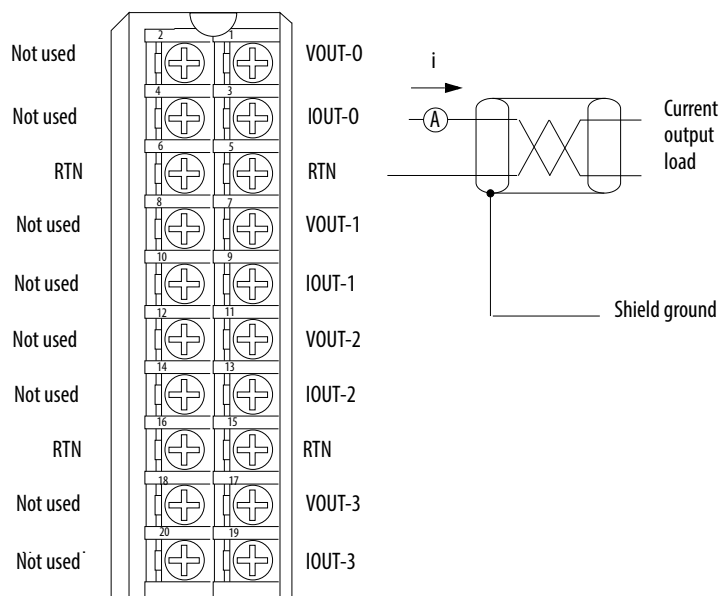 2 1
Not used VOUT-0
4 3
Not used IOUT-0
6 5
RTN RTN
8 7
Not used VOUT-1
10 9
Not used IOUT-1
12 11
Not used VOUT-2
14 13
Not used IOUT-2
16 15
RTN RTN
18 17
Not used VOUT-3
20 19
Not used IOUT-3
i
A
Current
output
load
Shield ground